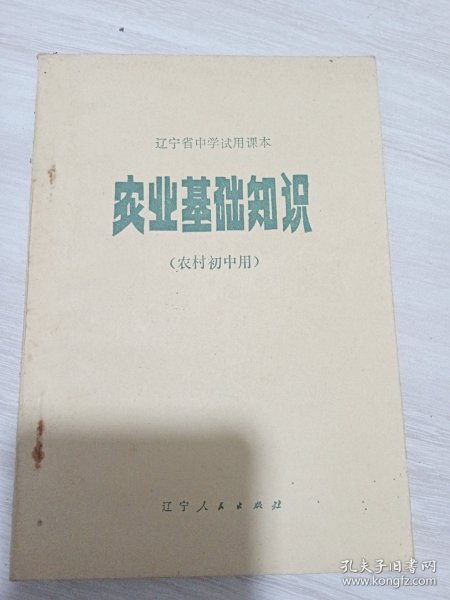 辽宁省中学试用课本
农业基础知识
（农村初中用）
辽宁人民出版社
孔夫子旧书网
www.kongfz.com